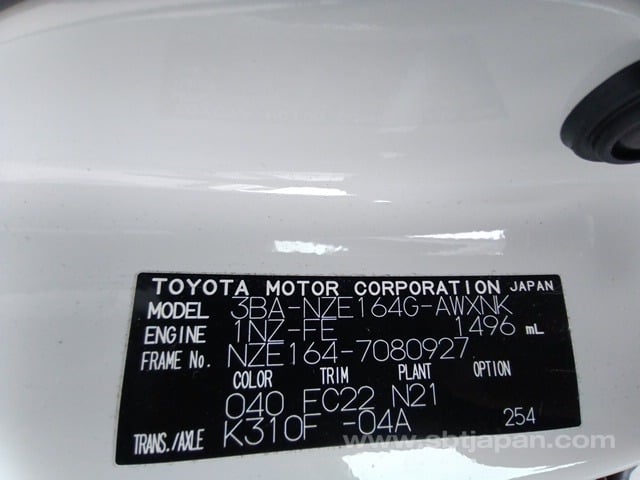 TOYOTA MOTOR CORPORATION JAPAN
MODEL 3BA-NZE164G-AWXNK
ENGINE 1NZ-FE 1496 mL
FRAME No. NZE164-7080927
COLOR TRIM PLANT OPTION
040 FC22 N21
TRANS./AXLE K310F -04A 254
www.sbtjapan.com